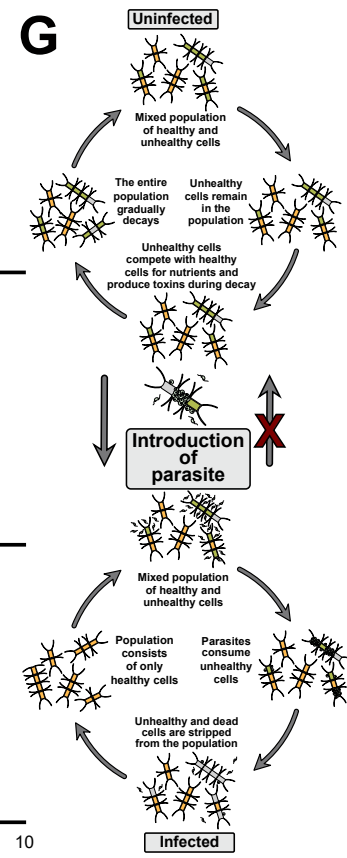 G
Uninfected
Mixed population
of healthy and
unhealthy cells
Unhealthy
cells remain
in the
population
Unhealthy cells
compete with healthy
cells for nutrients and
produce toxins during decay
The entire
population
gradually
decays
Introduction
of
parasite
X
Mixed population
of healthy and
unhealthy cells
Parasites
consume
unhealthy
cells
Unhealthy and dead
cells are stripped
from the population
Population
consists
of only
healthy cells
10
Infected